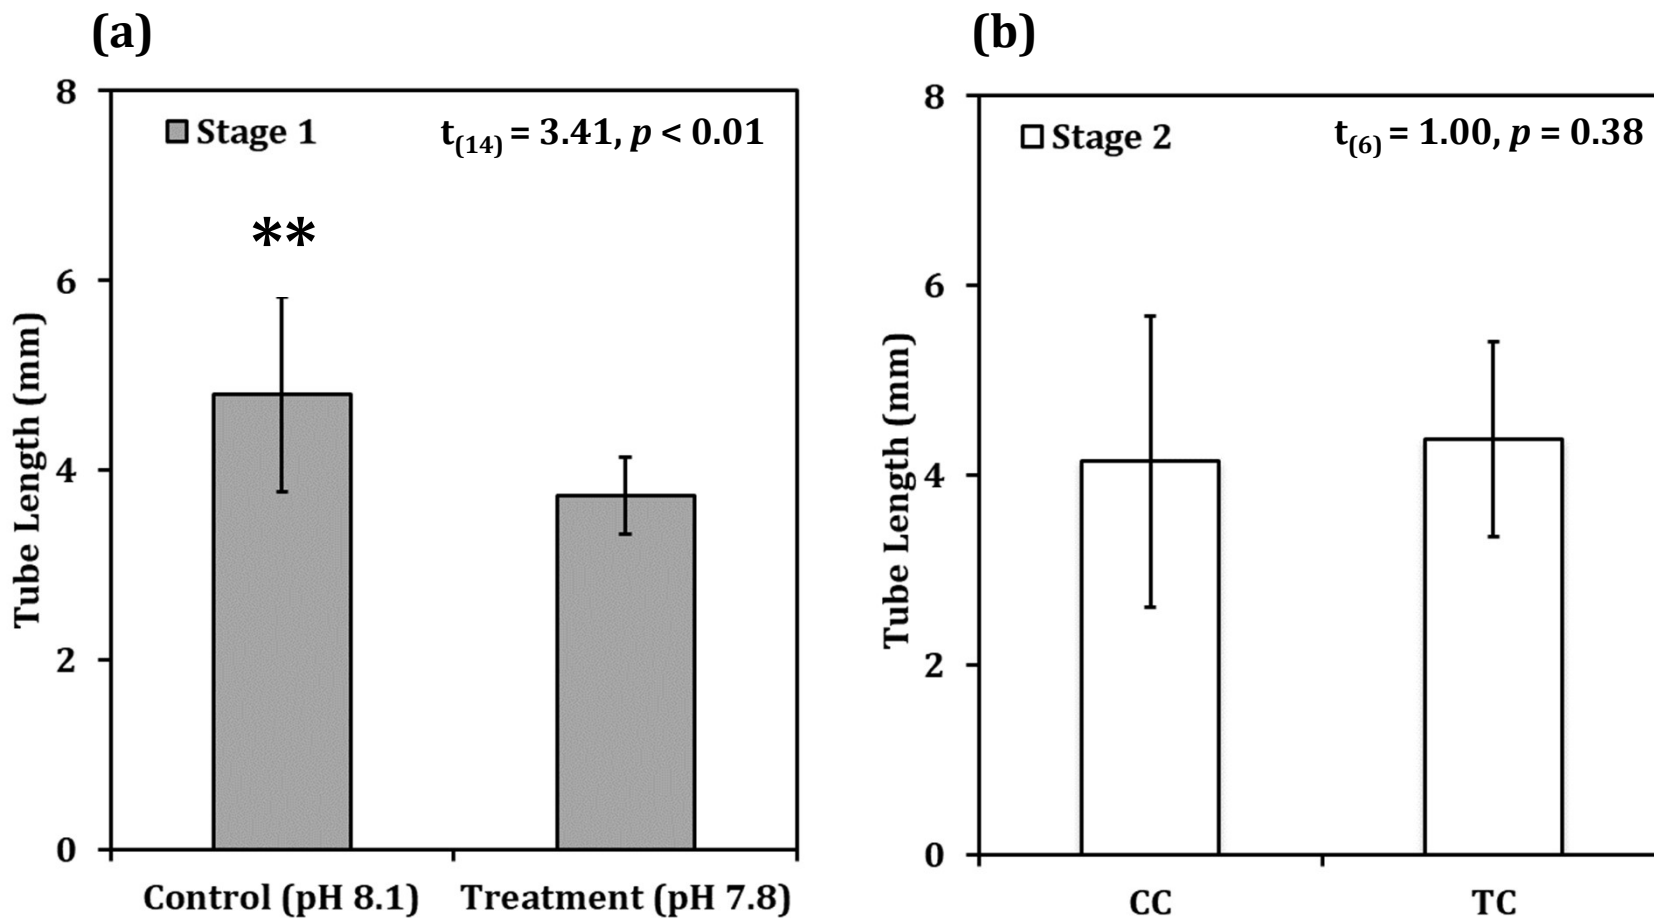 (a)
Stage 1
t(14) = 3.41, p < 0.01
**
Tube Length (mm)
8
6
4
2
0
Control (pH 8.1)
Treatment (pH 7.8)
(b)
Stage 2
t(6) = 1.00, p = 0.38
Tube Length (mm)
8
6
4
2
0
CC
TC